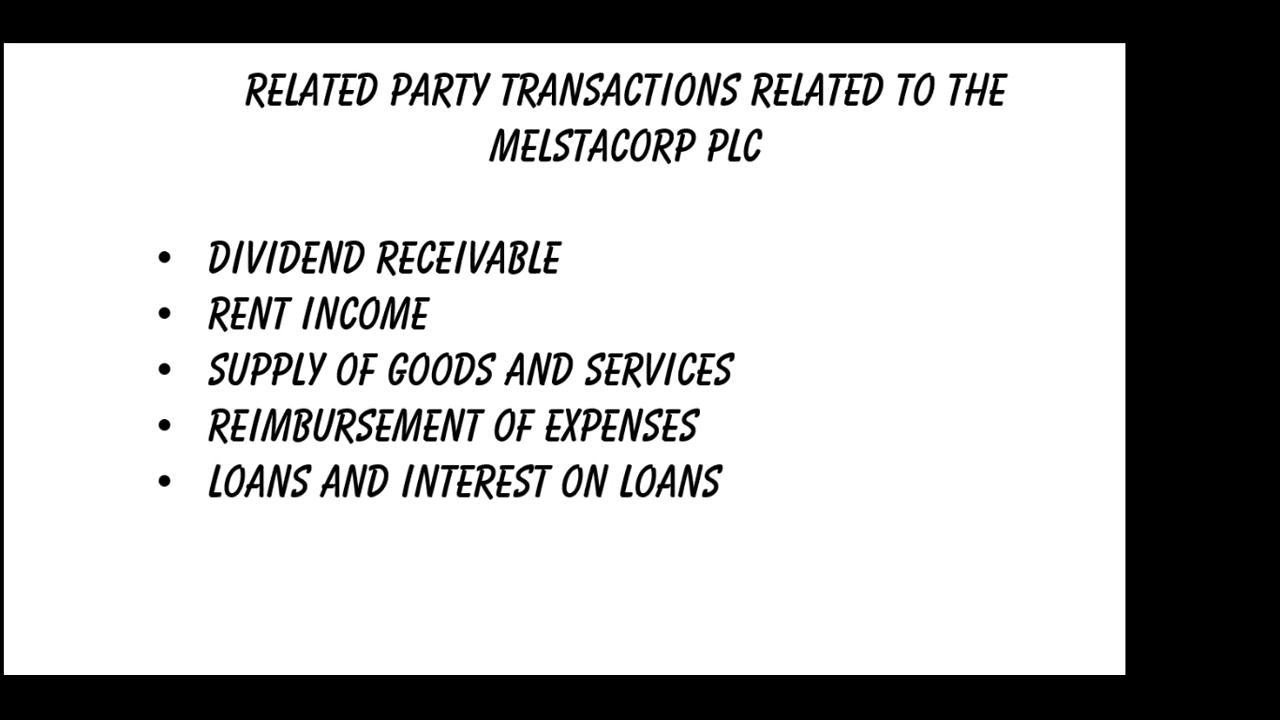 RELATED PARTY TRANSACTIONS RELATED TO THE
MELSTACORP PLC
• DIVIDEND RECEIVABLE
• RENT INCOME
• SUPPLY OF GOODS AND SERVICES
• REIMBURSEMENT OF EXPENSES
• LOANS AND INTEREST ON LOANS